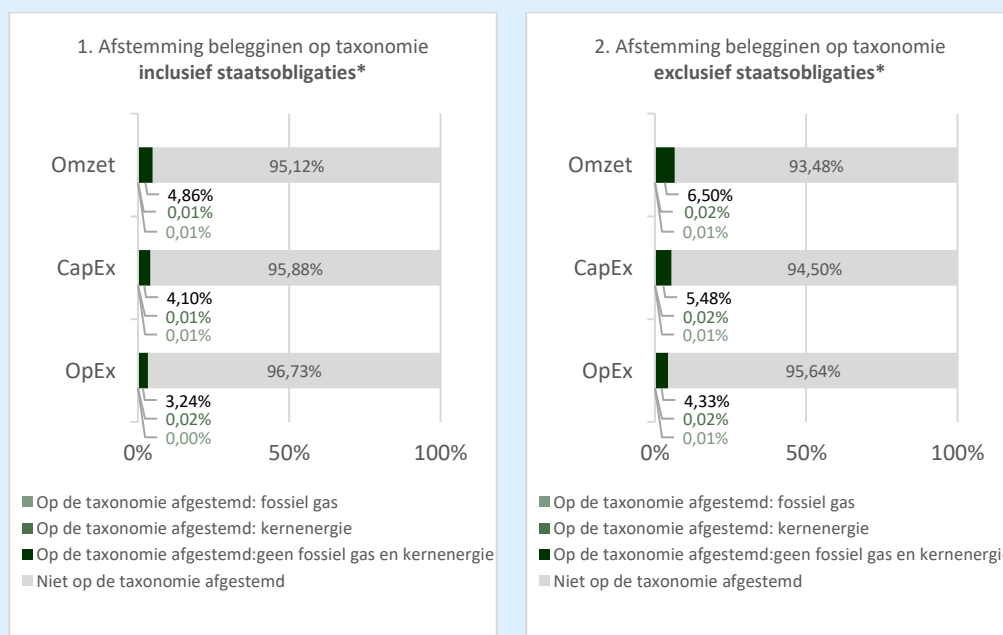 1. Afstemming belegginen op taxonomie
inclusief staatsobligaties*
Omzet
95,12%
4,86%
0,01%
0,01%
CapEx
95,88%
4,10%
0,01%
0,01%
OpEx
96,73%
3,24%
0,02%
0,00%
0%
50%
100%
Op de taxonomie afgestemd: fossiel gas
Op de taxonomie afgestemd: kernenergie
Op de taxonomie afgestemd:geen fossiel gas en kernenergie
Niet op de taxonomie afgestemd
2. Afstemming belegginen op taxonomie
exclusief staatsobligaties*
Omzet
93,48%
6,50%
0,02%
0,01%
CapEx
94,50%
5,48%
0,02%
0,01%
OpEx
95,64%
4,33%
0,02%
0,01%
0%
50%
100%
Op de taxonomie afgestemd: fossiel gas
Op de taxonomie afgestemd: kernenergie
Op de taxonomie afgestemd:geen fossiel gas en kernenergi
Niet op de taxonomie afgestemd